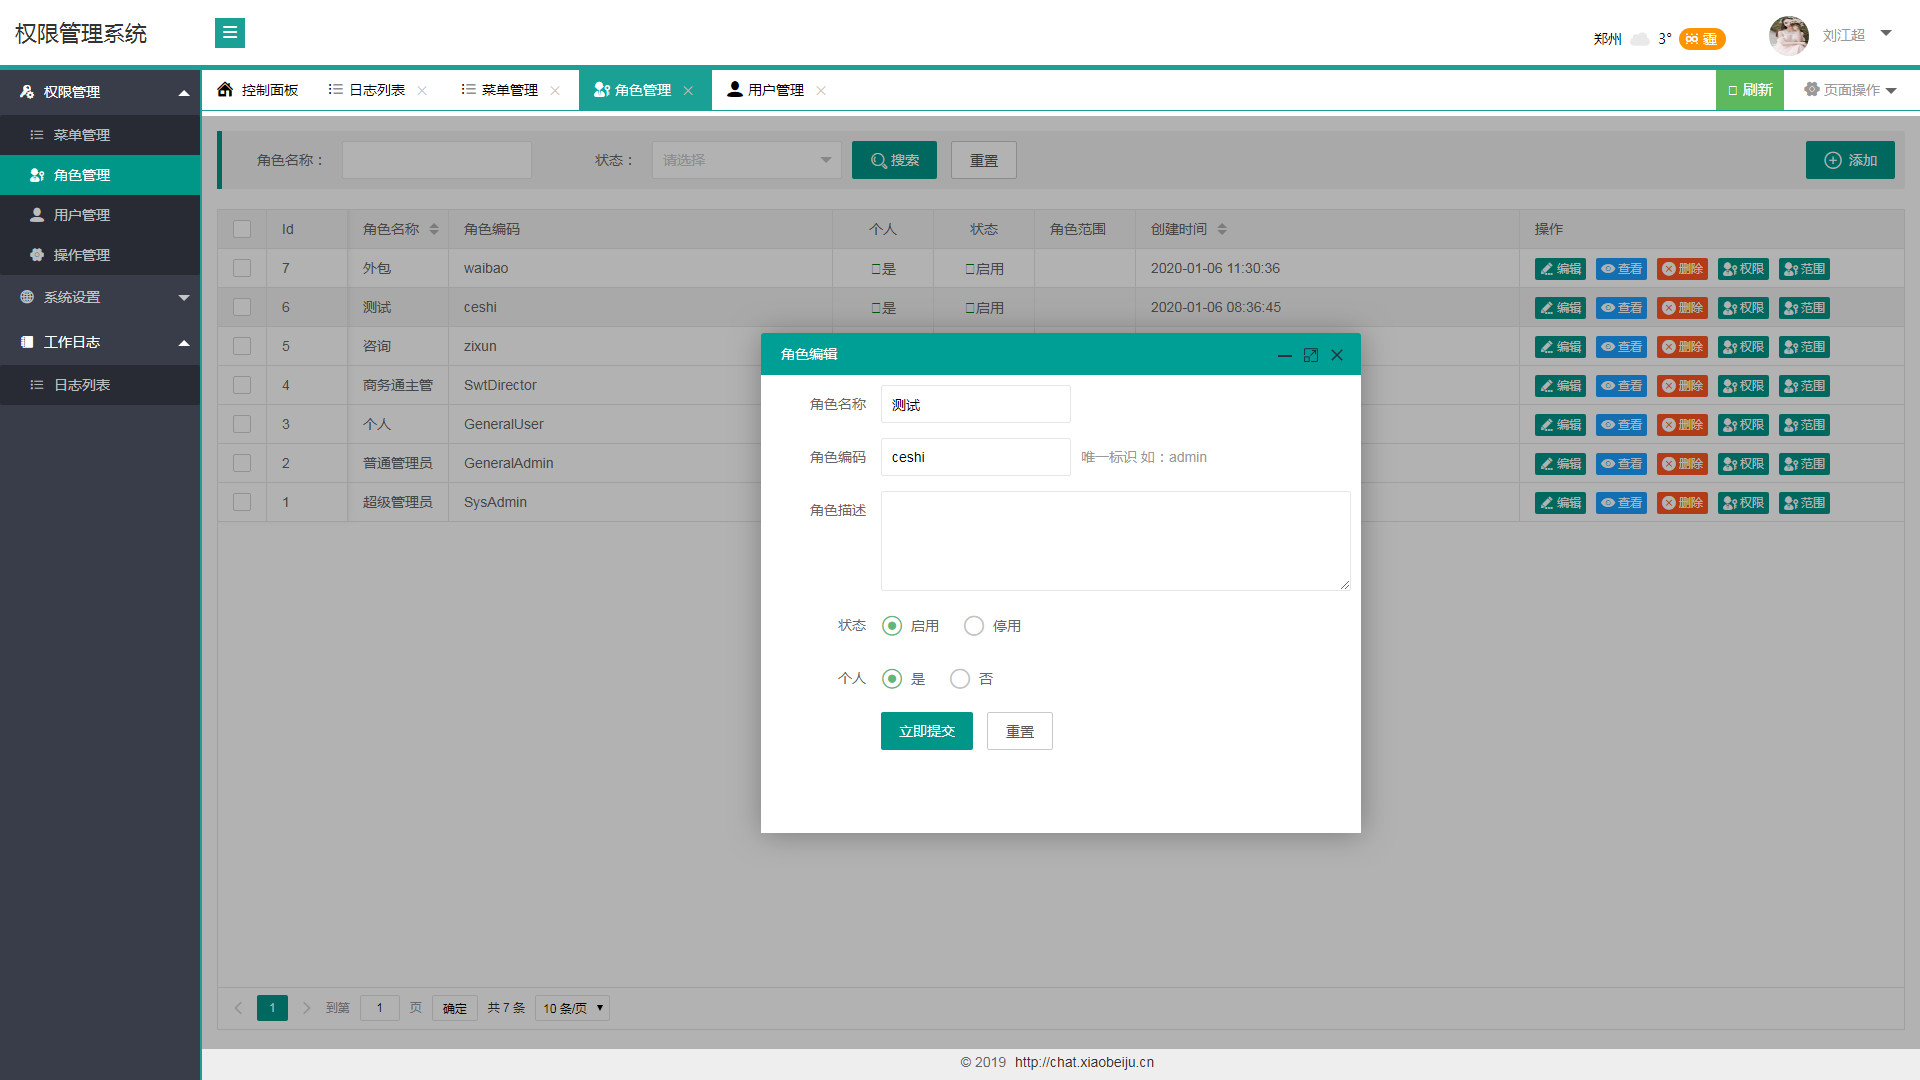 权限管理系统
郑州 3° 霾 刘江超
权限管理
菜单管理
角色管理
用户管理
操作管理
系统设置
工作日志
日志列表
控制面板 日志列表 菜单管理 角色管理 用户管理 刷新 页面操作
角色名称： 状态： 请选择 搜索 重置 添加
Id 角色名称 角色编码 个人 状态 角色范围 创建时间 操作
7 外包 waibao 是 启用 2020-01-06 11:30:36 编辑 查看 删除 权限 范围
6 测试 ceshi 是 启用 2020-01-06 08:36:45 编辑 查看 删除 权限 范围
5 咨询 zixun 编辑 查看 删除 权限 范围
4 商务通主管 SwtDirector 编辑 查看 删除 权限 范围
3 个人 GeneralUser 编辑 查看 删除 权限 范围
2 普通管理员 GeneralAdmin 编辑 查看 删除 权限 范围
1 超级管理员 SysAdmin 编辑 查看 删除 权限 范围
角色编辑
角色名称 测试
角色编码 ceshi 唯一标识 如：admin
角色描述
状态 启用 停用
个人 是 否
立即提交 重置
1 到第 1 页 确定 共 7 条 10 条/页
© 2019 http://chat.xiaobeiju.cn